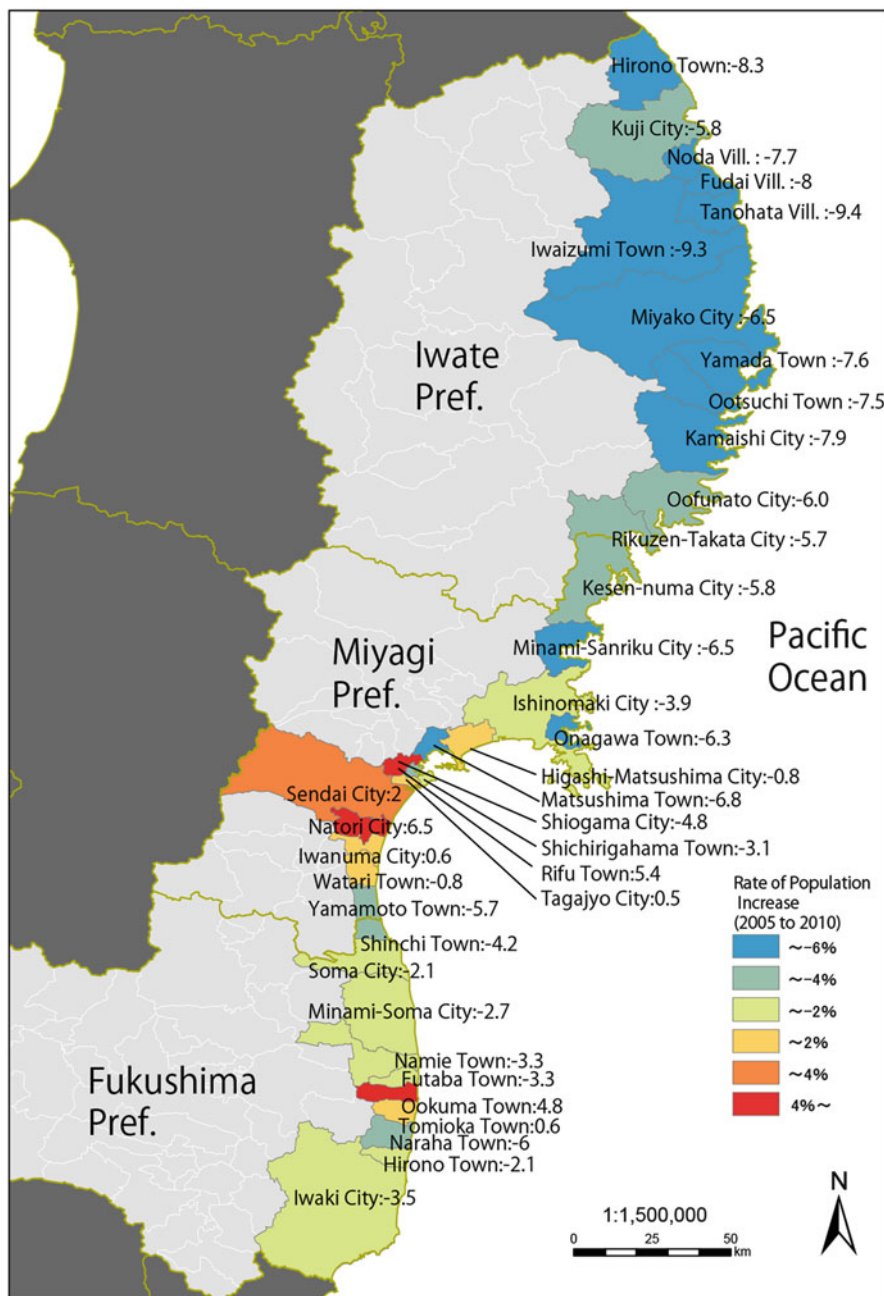 Hirono Town:-8.3
Kuji City:-5.8
Noda Vill. : -7.7
Fudai Vill. :-8
Tanohata Vill. :-9.4
Iwaizumi Town :-9.3
Miyako City :-6.5
Yamada Town : -7.6
Iwate
Pref.
Ootsuchi Town :-7.5
Kamaishi City :-7.9
Oofunato City:-6.0
Rikuzen-Takata City :-5.7
Kesen-numa City :-5.8
Minami-Sanriku City :-6.5
Pacific
Ocean
Miyagi
Pref.
Ishinomaki City :-3.9
Onagawa Town:-6.3
Higashi-Matsushima City:-0.8
Matsushima Town:-6.8
Shiogama City:-4.8
Shichirigahama Town:-3.1
Rifu Town:5.4
Tagajyo City:0.5
Sendai City:2
Natori City:6.5
Iwanuma City:0.6
Watari Town:-0.8
Yamamoto Town:-5.7
Shinchi Town:-4.2
Soma City:-2.1
Minami-Soma City:-2.7
Namie Town:-3.3
Futaba Town:-3.3
Ookuma Town:4.8
Tomioka Town:0.6
Naraha Town:-6
Hirono Town:-2.1
Iwaki City:-3.5
Fukushima
Pref.
Rate of Population
Increase
(2005 to 2010)
~-6%
~-4%
~-2%
~2%
~4%
4%~
N
1:1,500,000
0 25 50
km